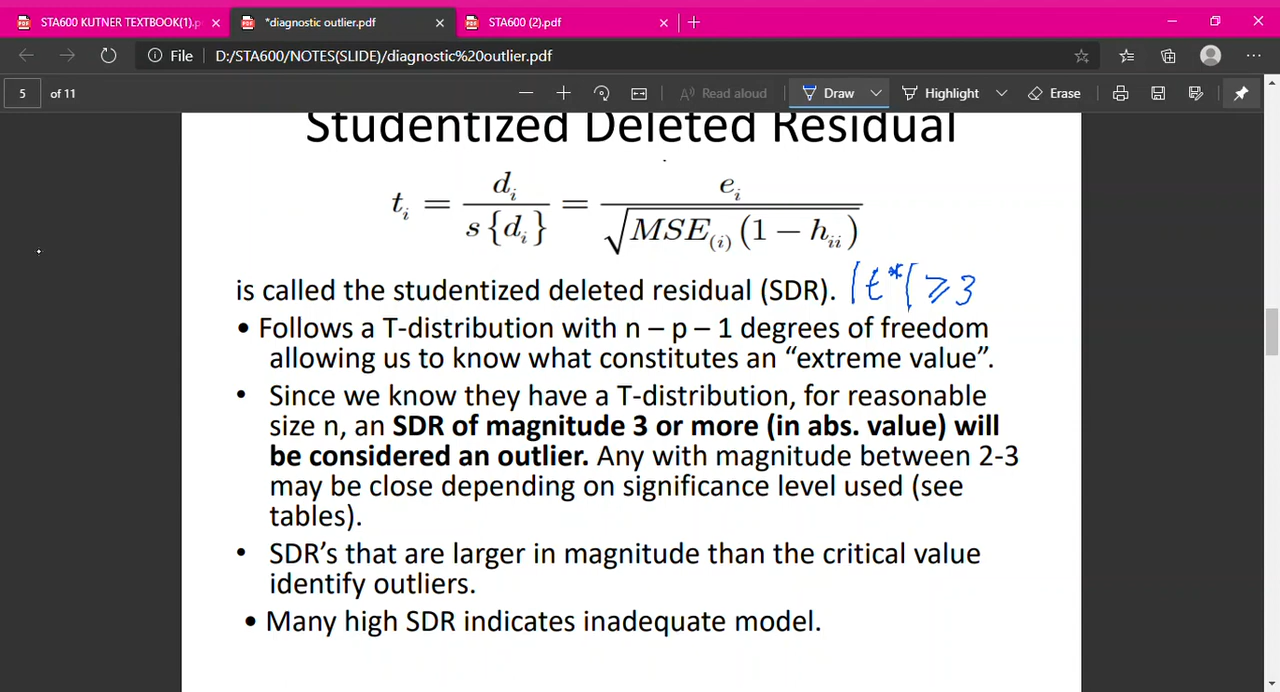 STA600 KUTNER TEXTBOOK(1).p
*diagnostic outlier.pdf
STA600 (2).pdf
File D:/STA600/NOTES(SLIDE)/diagnostic%20outlier.pdf
5 of 11 Read aloud Draw Highlight Erase
Studentized Deleted Residual
t_i = d_i / s{d_i} = e_i / √(MSE_(i) (1 − h_ii))
is called the studentized deleted residual (SDR). |t*| ⩾ 3
• Follows a T-distribution with n – p – 1 degrees of freedom
allowing us to know what constitutes an “extreme value”.
• Since we know they have a T-distribution, for reasonable
size n, an SDR of magnitude 3 or more (in abs. value) will
be considered an outlier. Any with magnitude between 2-3
may be close depending on significance level used (see
tables).
• SDR’s that are larger in magnitude than the critical value
identify outliers.
• Many high SDR indicates inadequate model.